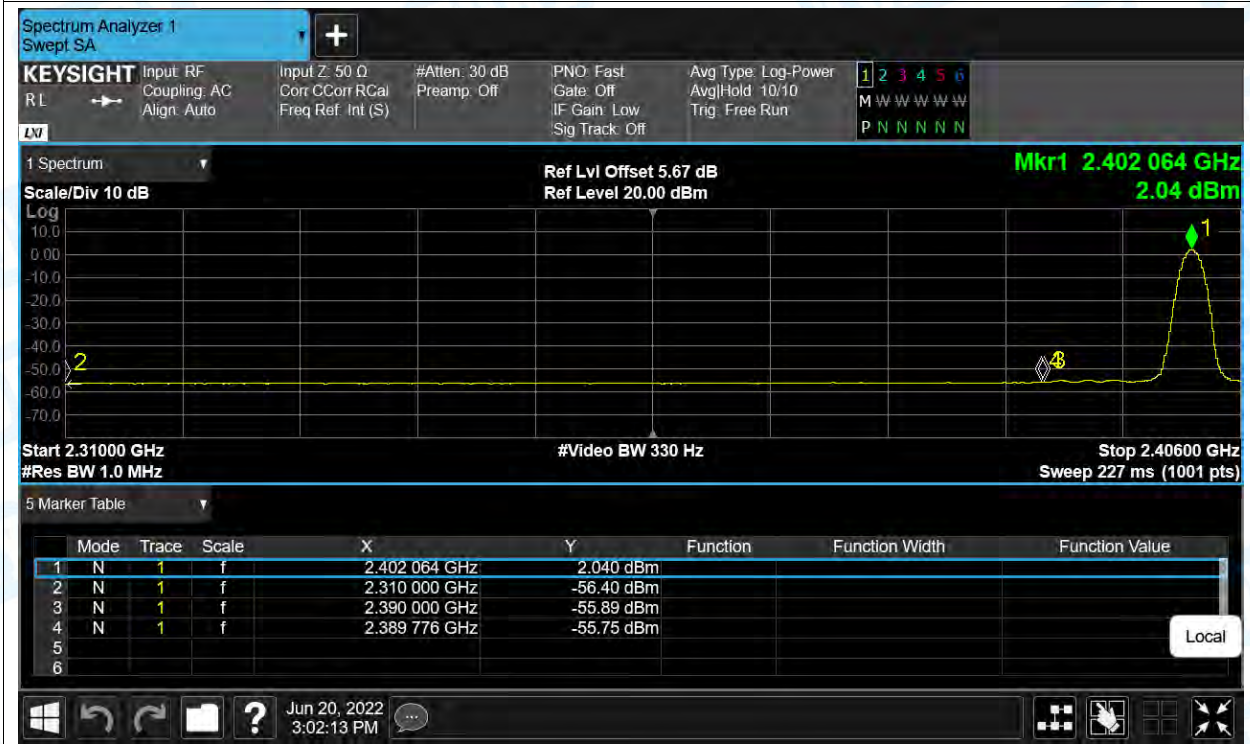 Spectrum Analyzer 1
Swept SA
KEYSIGHT
R L
LXI
Input: RF
Coupling: AC
Align: Auto
Input Z: 50 Ω
Corr CCorr RCal
Freq Ref: Int (S)
#Atten: 30 dB
Preamp: Off
PNO: Fast
Gate: Off
IF Gain: Low
Sig Track: Off
Avg Type: Log-Power
Avg|Hold: 10/10
Trig: Free Run
1 2 3 4 5 6
M W W W W W
P N N N N N
1 Spectrum
Scale/Div 10 dB
Ref Lvl Offset 5.67 dB
Ref Level 20.00 dBm
Mkr1 2.402 064 GHz
2.04 dBm
Log
10.0
0.00
-10.0
-20.0
-30.0
-40.0
-50.0
-60.0
-70.0
1
2
43
Start 2.31000 GHz
#Video BW 330 Hz
Stop 2.40600 GHz
#Res BW 1.0 MHz
Sweep 227 ms (1001 pts)
5 Marker Table
Mode Trace Scale X Y Function Function Width Function Value
1 N 1 f 2.402 064 GHz 2.040 dBm
2 N 1 f 2.310 000 GHz -56.40 dBm
3 N 1 f 2.390 000 GHz -55.89 dBm
4 N 1 f 2.389 776 GHz -55.75 dBm
5
6
Local
?
Jun 20, 2022
3:02:13 PM